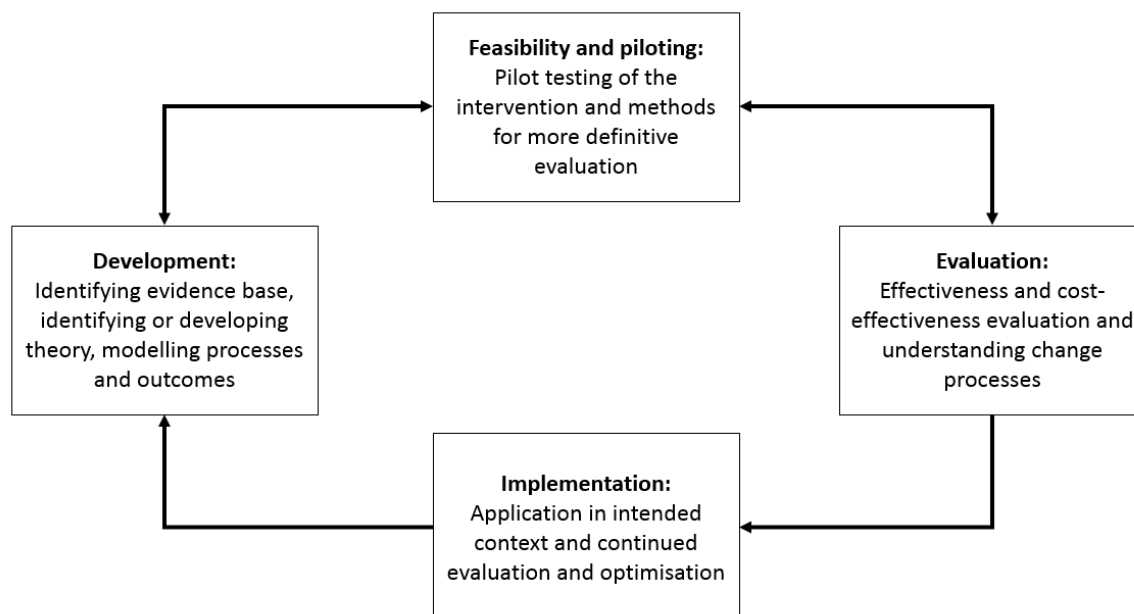 Feasibility and piloting:
Pilot testing of the
intervention and methods
for more definitive
evaluation
Development:
Identifying evidence base,
identifying or developing
theory, modelling processes
and outcomes
Evaluation:
Effectiveness and cost-
effectiveness evaluation and
understanding change
processes
Implementation:
Application in intended
context and continued
evaluation and optimisation